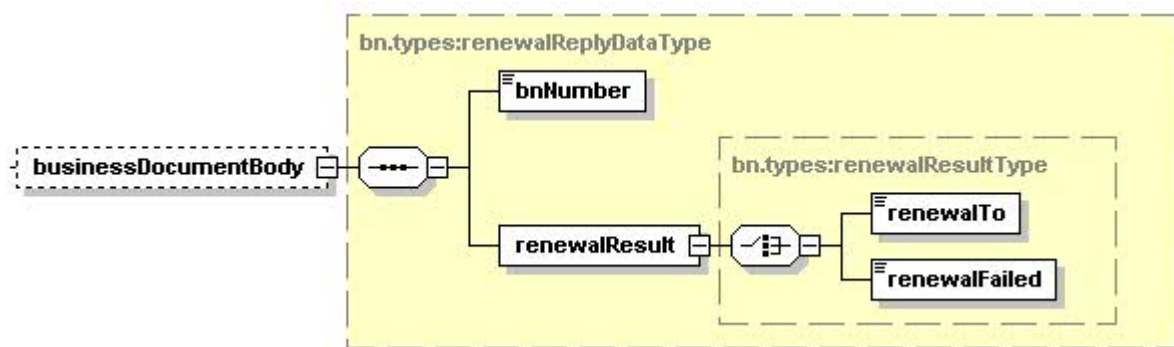 bn.types:renewalReplyDataType
bnNumber
businessDocumentBody
bn.types:renewalResultType
renewalTo
renewalResult
renewalFailed